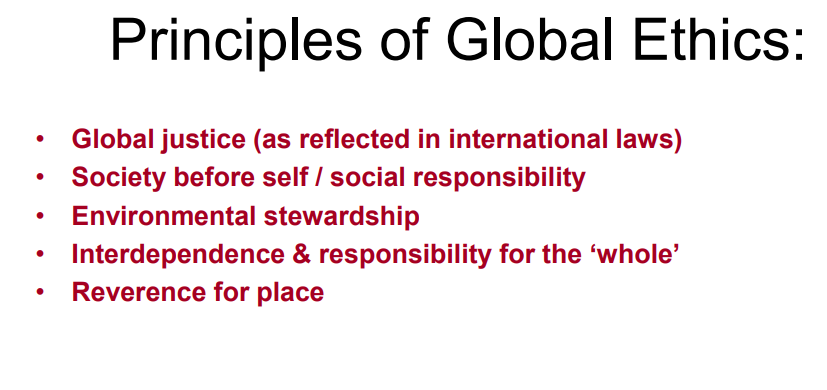 Principles of Global Ethics:
• Global justice (as reflected in international laws)
• Society before self / social responsibility
• Environmental stewardship
• Interdependence & responsibility for the ‘whole’
• Reverence for place